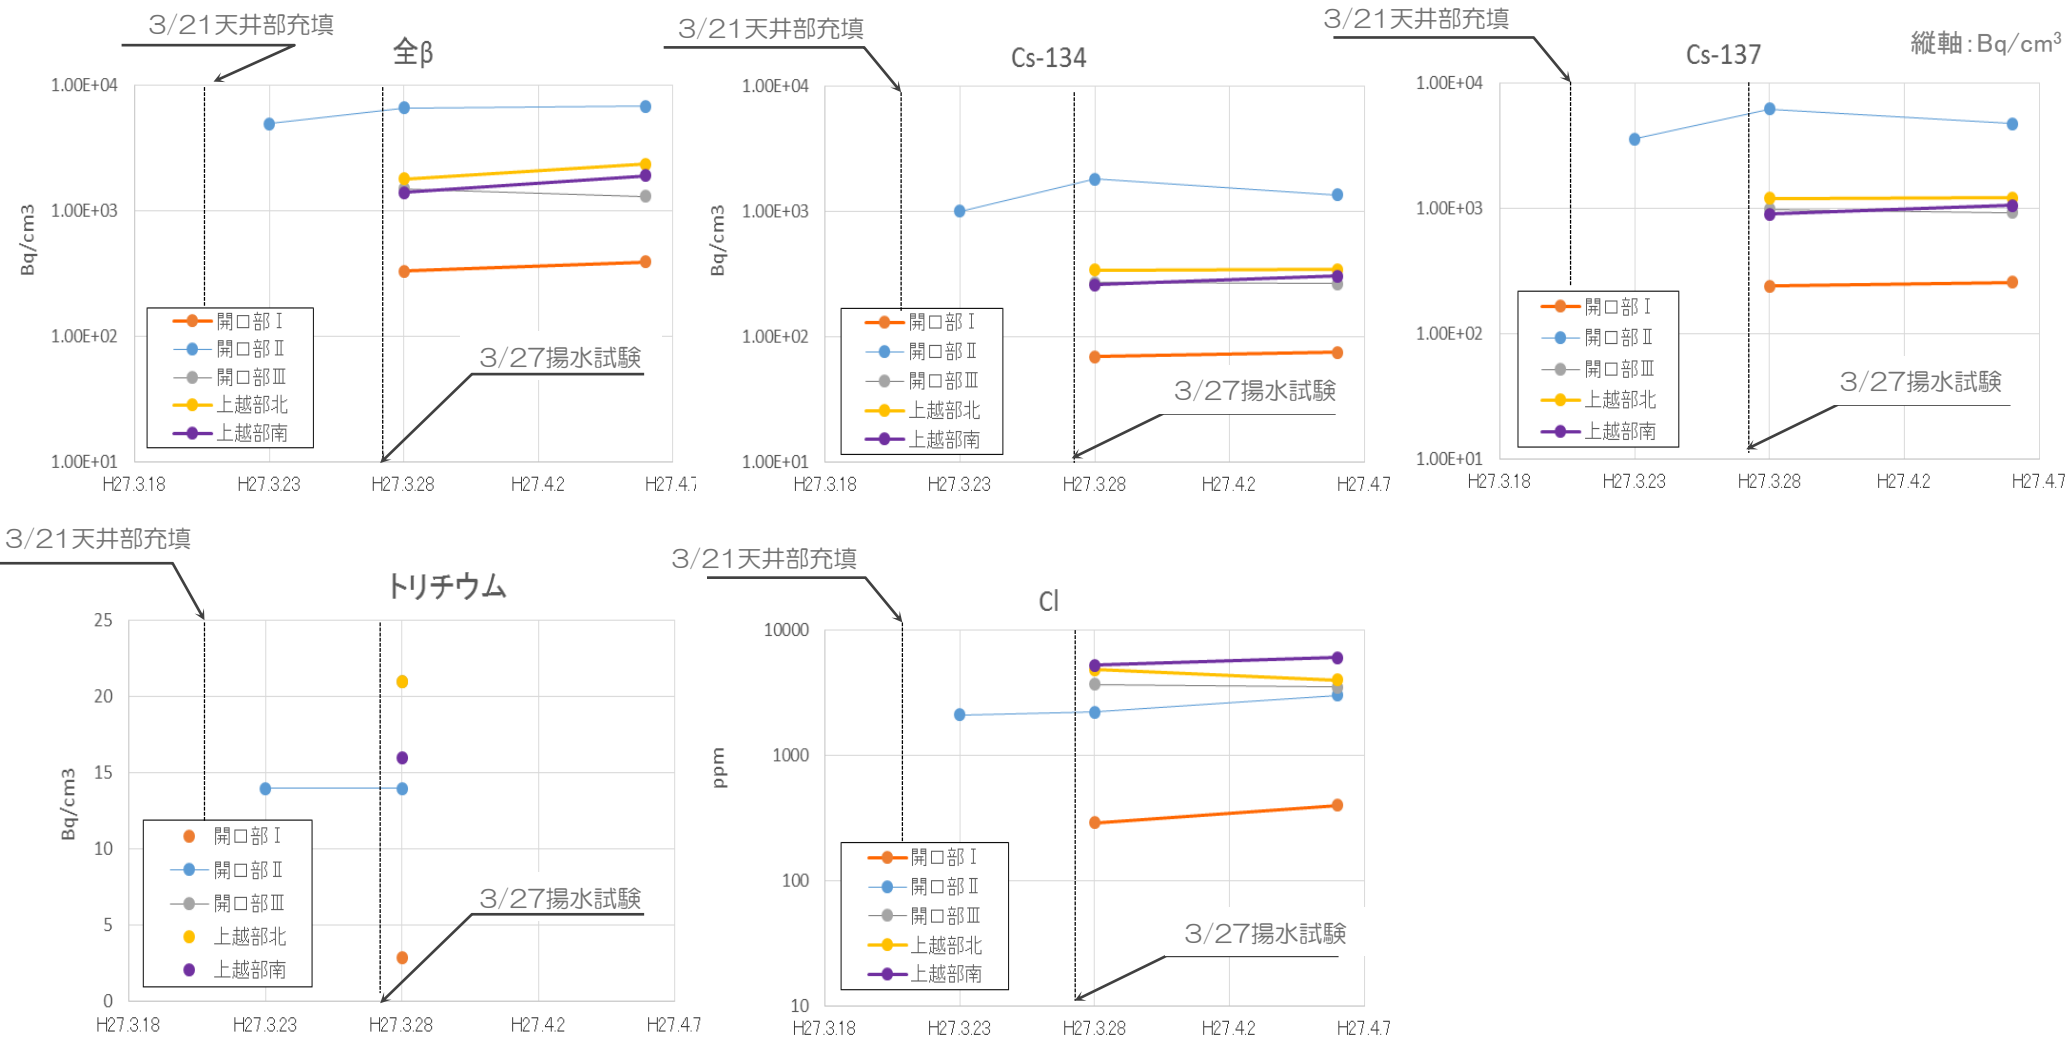 3/21天井部充填
全β
1.00E+04
1.00E+03
1.00E+02
1.00E+01
Bq/cm3
開口部Ⅰ
開口部Ⅱ
開口部Ⅲ
上越部北
上越部南
3/27揚水試験
H27.3.18 H27.3.23 H27.3.28 H27.4.2 H27.4.7
3/21天井部充填
Cs-134
1.00E+04
1.00E+03
1.00E+02
1.00E+01
Bq/cm3
開口部Ⅰ
開口部Ⅱ
開口部Ⅲ
上越部北
上越部南
3/27揚水試験
H27.3.18 H27.3.23 H27.3.28 H27.4.2 H27.4.7
3/21天井部充填
Cs-137
縦軸:Bq/cm³
1.00E+04
1.00E+03
1.00E+02
1.00E+01
開口部Ⅰ
開口部Ⅱ
開口部Ⅲ
上越部北
上越部南
3/27揚水試験
H27.3.18 H27.3.23 H27.3.28 H27.4.2 H27.4.7
3/21天井部充填
トリチウム
25
20
15
10
5
0
Bq/cm3
開口部Ⅰ
開口部Ⅱ
開口部Ⅲ
上越部北
上越部南
3/27揚水試験
H27.3.18 H27.3.23 H27.3.28 H27.4.2 H27.4.7
3/21天井部充填
Cl
10000
1000
100
10
ppm
開口部Ⅰ
開口部Ⅱ
開口部Ⅲ
上越部北
上越部南
3/27揚水試験
H27.3.18 H27.3.23 H27.3.28 H27.4.2 H27.4.7